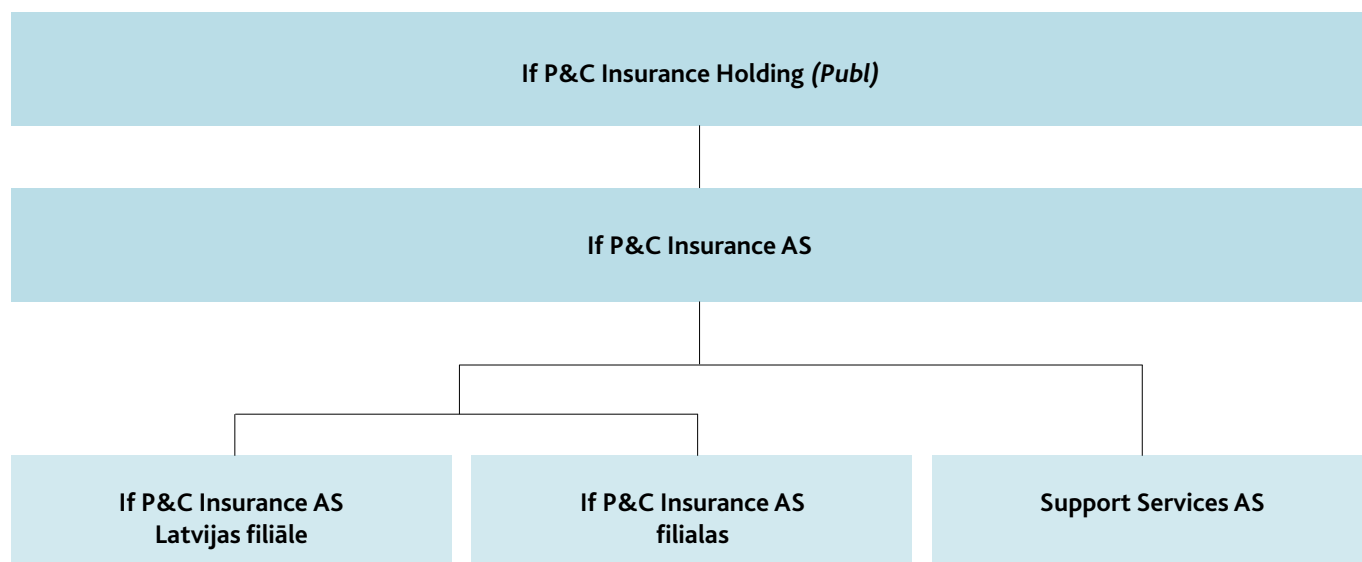 If P&C Insurance Holding (Publ)
If P&C Insurance AS
If P&C Insurance AS
Latvijas filiāle
If P&C Insurance AS
filialas
Support Services AS